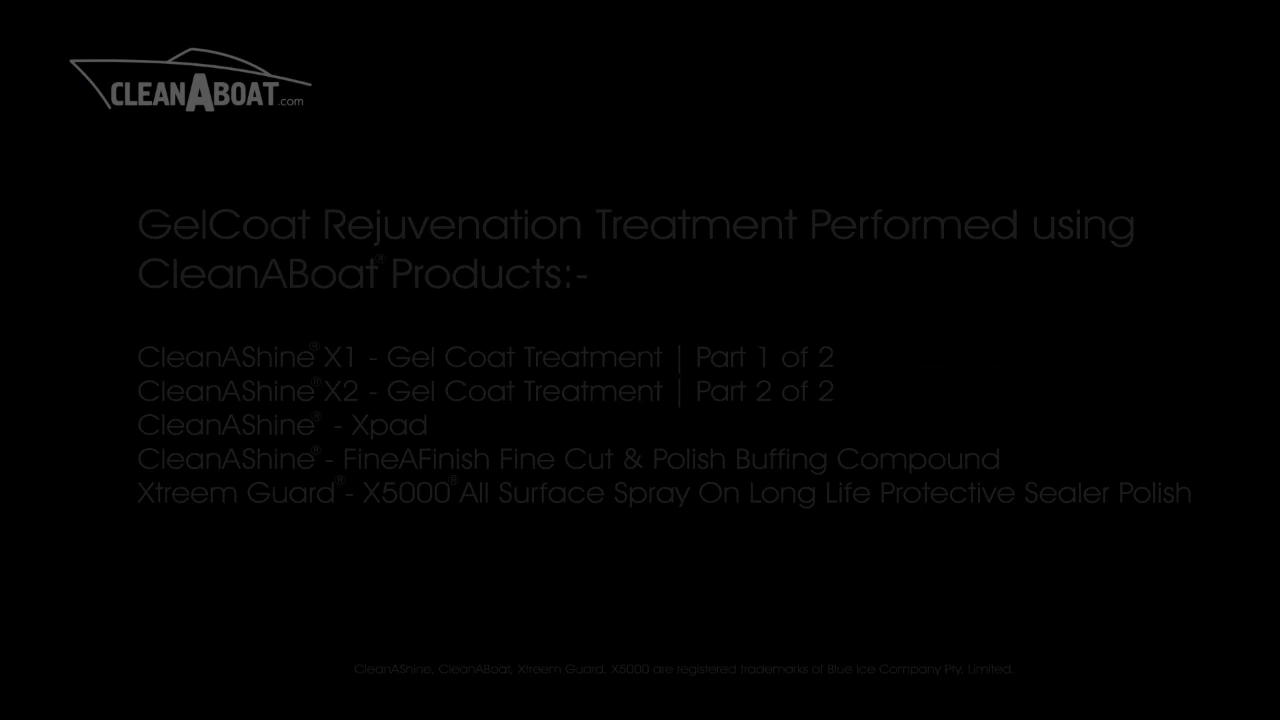 CLEANABOAT.com
GelCoat Rejuvenation Treatment Performed using
CleanABoat® Products:-
CleanAShine® X1 - Gel Coat Treatment | Part 1 of 2
CleanAShine® X2 - Gel Coat Treatment | Part 2 of 2
CleanAShine® - Xpad
CleanAShine® - FineAFinish Fine Cut & Polish Buffing Compound
Xtreem Guard® - X5000® All Surface Spray On Long Life Protective Sealer Polish
CleanAShine, CleanABoat, Xtreem Guard, X5000 are registered trademarks of Blue Ice Company Pty. Limited.